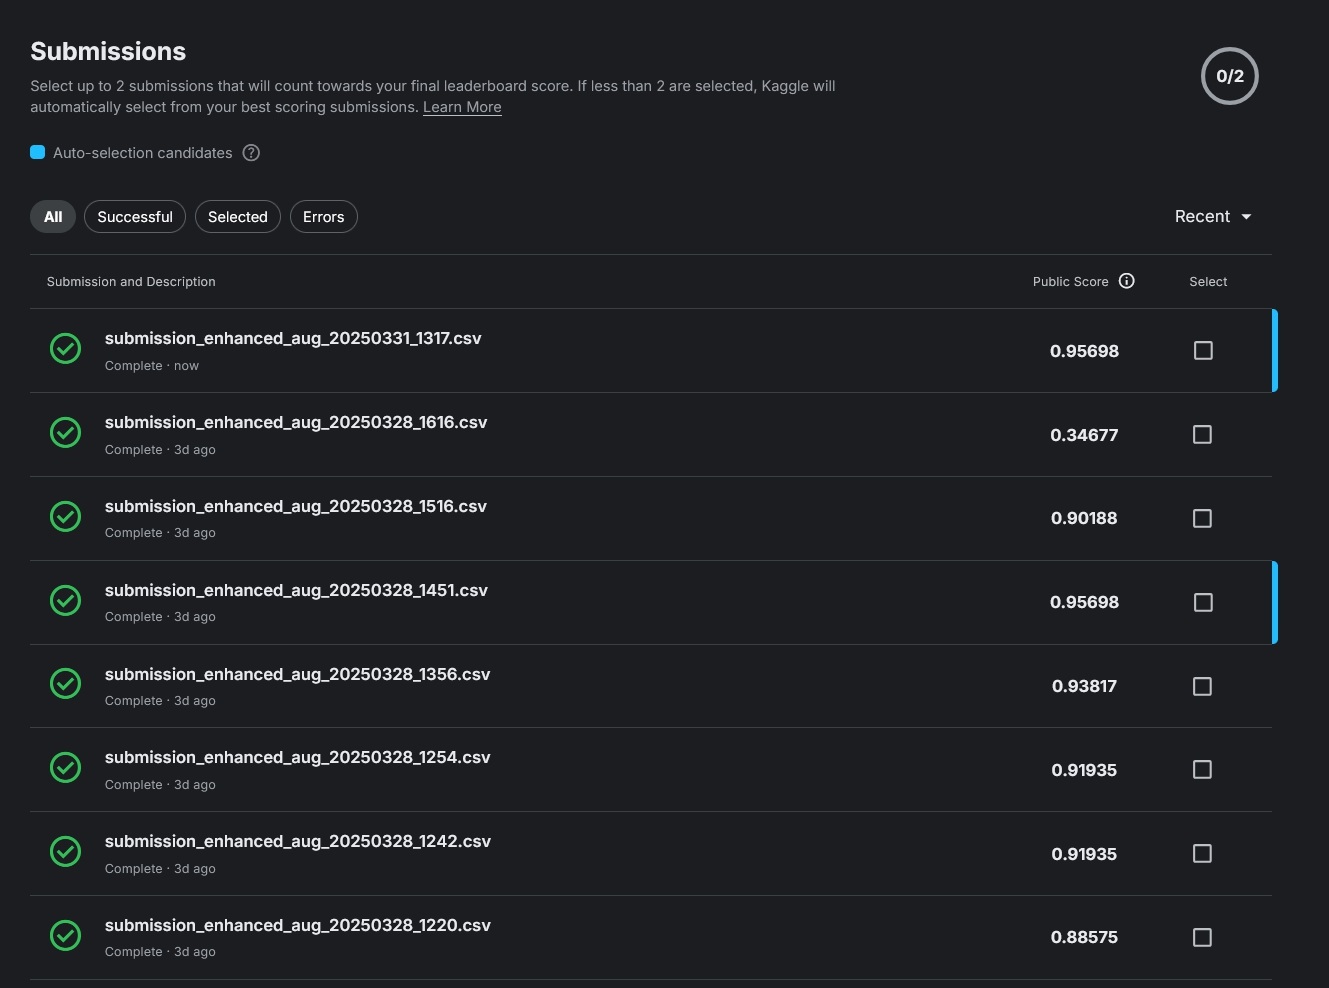 Submissions
Select up to 2 submissions that will count towards your final leaderboard score. If less than 2 are selected, Kaggle will
automatically select from your best scoring submissions. Learn More
0/2
Auto-selection candidates ?
All Successful Selected Errors Recent
Submission and Description Public Score Select
submission_enhanced_aug_20250331_1317.csv
Complete · now
0.95698
submission_enhanced_aug_20250328_1616.csv
Complete · 3d ago
0.34677
submission_enhanced_aug_20250328_1516.csv
Complete · 3d ago
0.90188
submission_enhanced_aug_20250328_1451.csv
Complete · 3d ago
0.95698
submission_enhanced_aug_20250328_1356.csv
Complete · 3d ago
0.93817
submission_enhanced_aug_20250328_1254.csv
Complete · 3d ago
0.91935
submission_enhanced_aug_20250328_1242.csv
Complete · 3d ago
0.91935
submission_enhanced_aug_20250328_1220.csv
Complete · 3d ago
0.88575